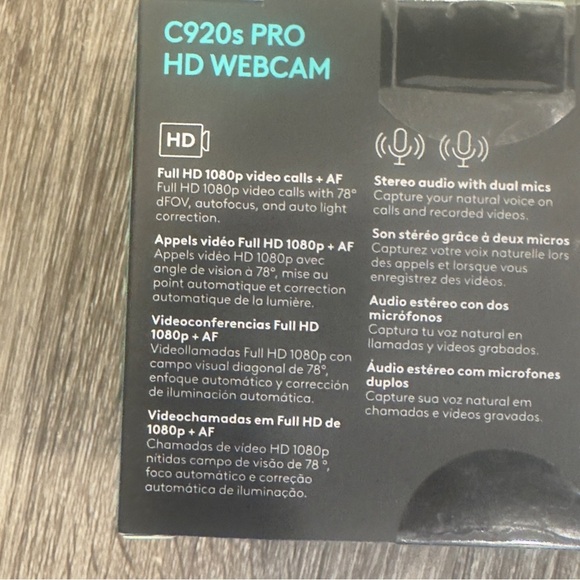 C920s PRO
HD WEBCAM
HD
Full HD 1080p video calls + AF
Full HD 1080p video calls with 78°
dFOV, autofocus, and auto light
correction.
Appels vidéo Full HD 1080p + AF
Appels vidéo HD 1080p avec
angle de vision à 78°, mise au
point automatique et correction
automatique de la lumière.
Videoconferencias Full HD
1080p + AF
Videollamadas Full HD 1080p con
campo visual diagonal de 78°,
enfoque automático y corrección
de iluminación automática.
Videochamadas em Full HD de
1080p + AF
Chamadas de vídeo HD 1080p
nítidas campo de visão de 78 °,
foco automático e correção
automática de iluminação.
Stereo audio with dual mics
Capture your natural voice on
calls and recorded videos.
Son stéréo grâce à deux micros
Capturez votre voix naturelle lors
des appels et lorsque vous
enregistrez des vidéos.
Audio estéreo con dos
micrófonos
Captura tu voz natural en
llamadas y videos grabados.
Áudio estéreo com microfones
duplos
Capture sua voz natural em
chamadas e vídeos gravados.